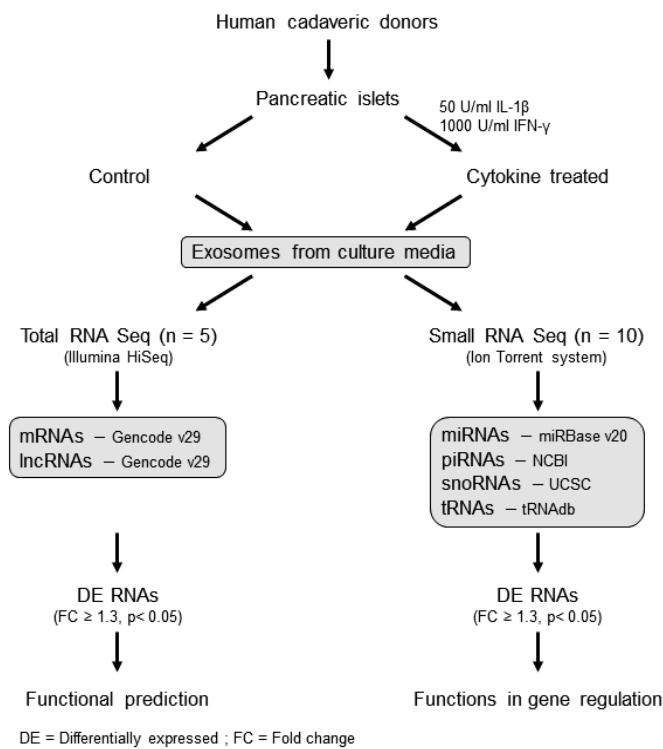 Human cadaveric donors
Pancreatic islets
50 U/ml IL-1β
1000 U/ml IFN-γ
Control
Cytokine treated
Exosomes from culture media
Total RNA Seq (n = 5)
(Illumina HiSeq)
Small RNA Seq (n = 10)
(Ion Torrent system)
mRNAs – Gencode v29
lncRNAs – Gencode v29
miRNAs – miRBase v20
piRNAs – NCBI
snoRNAs – UCSC
tRNAs – tRNAdb
DE RNAs
(FC ≥ 1.3, p< 0.05)
DE RNAs
(FC ≥ 1.3, p< 0.05)
Functional prediction
Functions in gene regulation
DE = Differentially expressed ; FC = Fold change